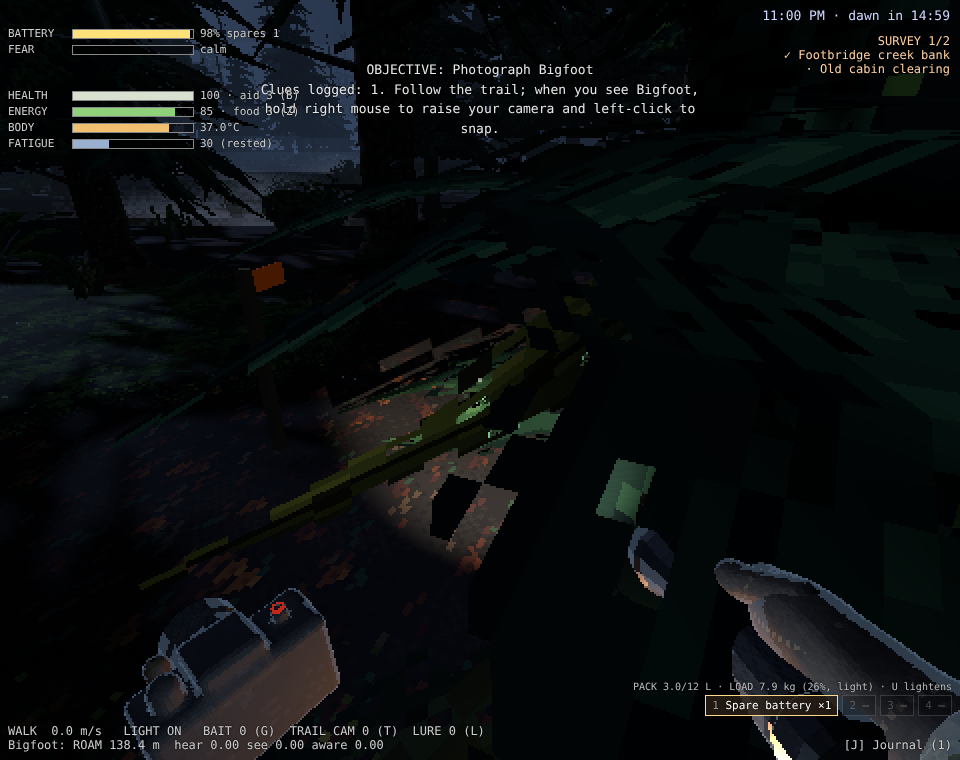 BATTERY 98% spares 1
FEAR calm
HEALTH 100 · aid 3 (B)
ENERGY 85 · food
BODY 37.0°C
FATIGUE 30 (rested)
OBJECTIVE: Photograph Bigfoot
Clues logged: 1. Follow the trail; when you see Bigfoot,
hold right mouse to raise your camera and left-click to
snap.
11:00 PM · dawn in 14:59
SURVEY 1/2
✓ Footbridge creek bank
· Old cabin clearing
PACK 3.0/12 L · LOAD 7.9 kg (26%, light) · U lightens
1 Spare battery ×1 2 — 3 — 4 —
WALK 0.0 m/s LIGHT ON BAIT 0 (G) TRAIL CAM 0 (T) LURE 0 (L)
Bigfoot: ROAM 138.4 m hear 0.00 see 0.00 aware 0.00
[J] Journal (1)